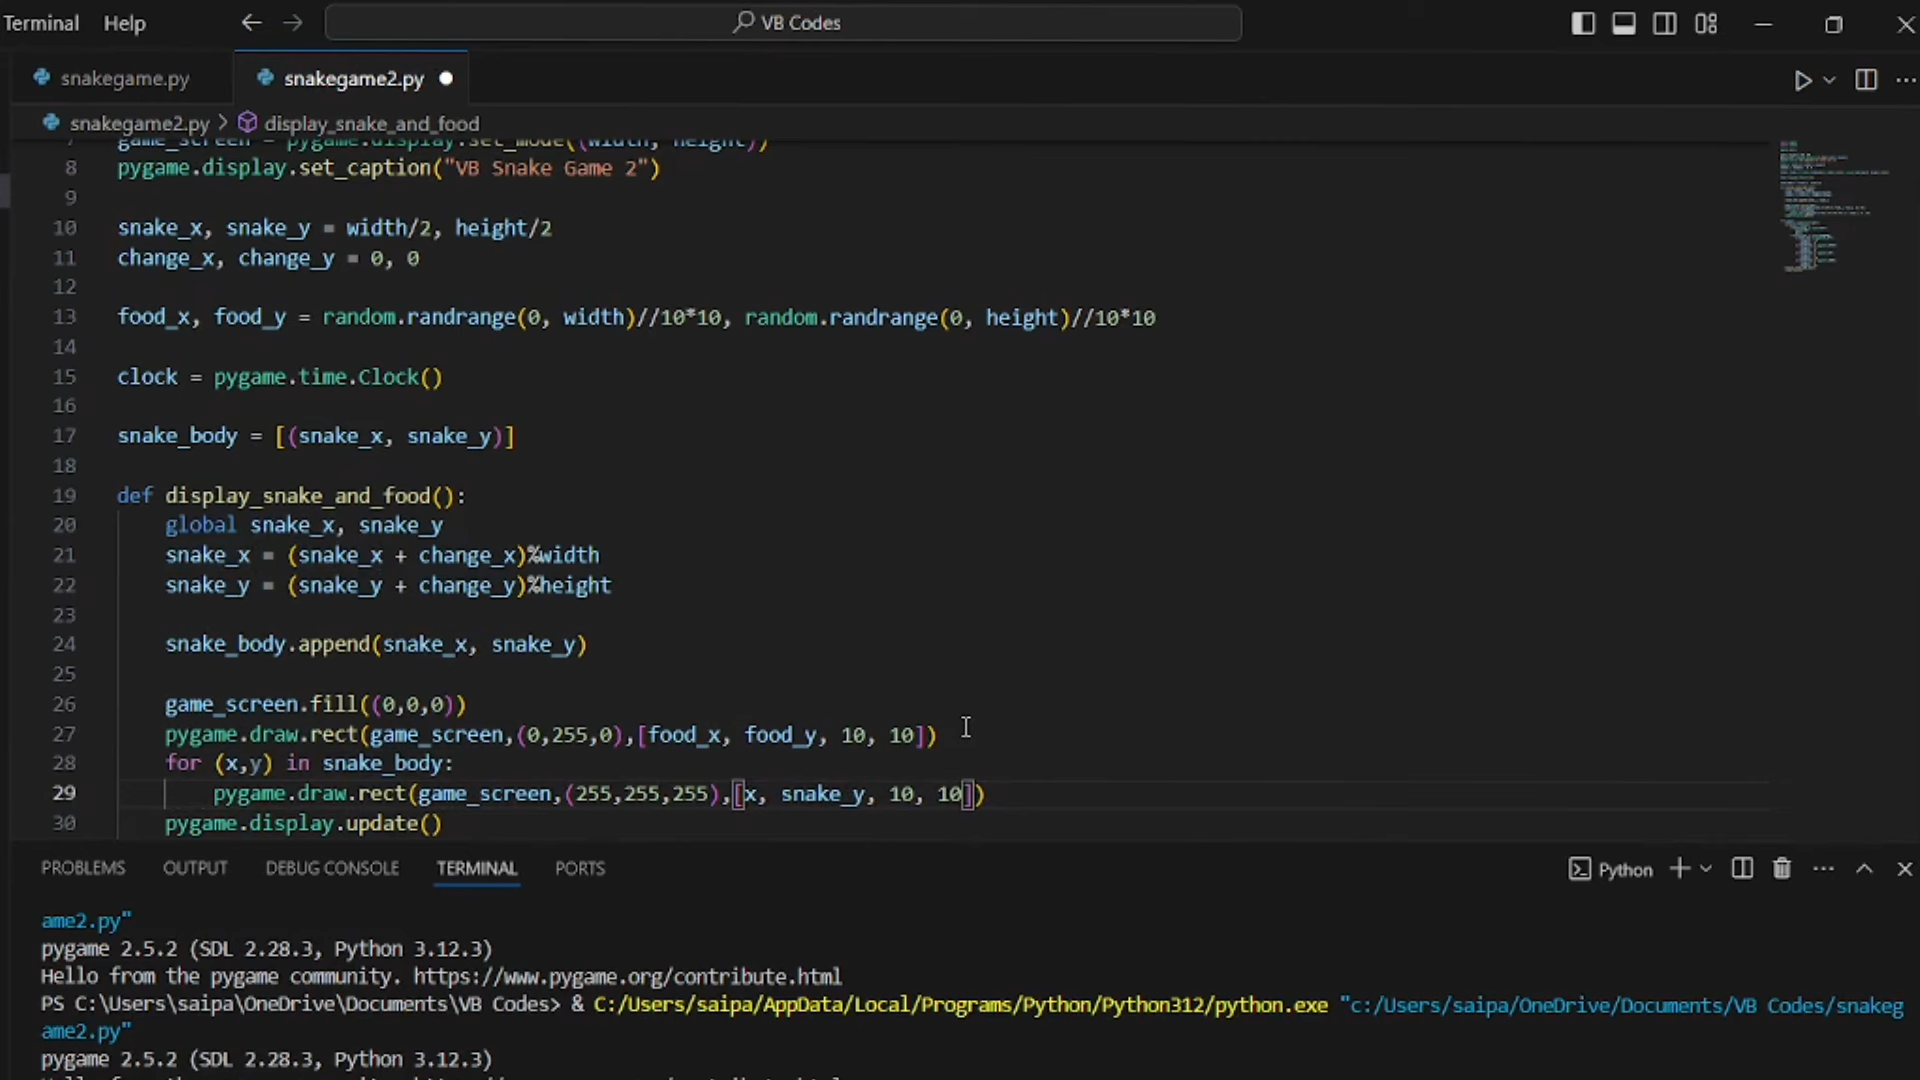 Terminal Help VB Codes
snakegame.py snakegame2.py
snakegame2.py > display_snake_and_food
7 game_screen = pygame.display.set_mode((width, height))
8 pygame.display.set_caption("VB Snake Game 2")
9
10 snake_x, snake_y = width/2, height/2
11 change_x, change_y = 0, 0
12
13 food_x, food_y = random.randrange(0, width)//10*10, random.randrange(0, height)//10*10
14
15 clock = pygame.time.Clock()
16
17 snake_body = [(snake_x, snake_y)]
18
19 def display_snake_and_food():
20 global snake_x, snake_y
21 snake_x = (snake_x + change_x)%width
22 snake_y = (snake_y + change_y)%height
23
24 snake_body.append(snake_x, snake_y)
25
26 game_screen.fill((0,0,0))
27 pygame.draw.rect(game_screen,(0,255,0),[food_x, food_y, 10, 10])
28 for (x,y) in snake_body:
29 pygame.draw.rect(game_screen,(255,255,255),[x, snake_y, 10, 10])
30 pygame.display.update()
PROBLEMS OUTPUT DEBUG CONSOLE TERMINAL PORTS Python
ame2.py"
pygame 2.5.2 (SDL 2.28.3, Python 3.12.3)
Hello from the pygame community. https://www.pygame.org/contribute.html
PS C:\Users\saipa\OneDrive\Documents\VB Codes> & C:/Users/saipa/AppData/Local/Programs/Python/Python312/python.exe "c:/Users/saipa/OneDrive/Documents/VB Codes/snakeg
ame2.py"
pygame 2.5.2 (SDL 2.28.3, Python 3.12.3)